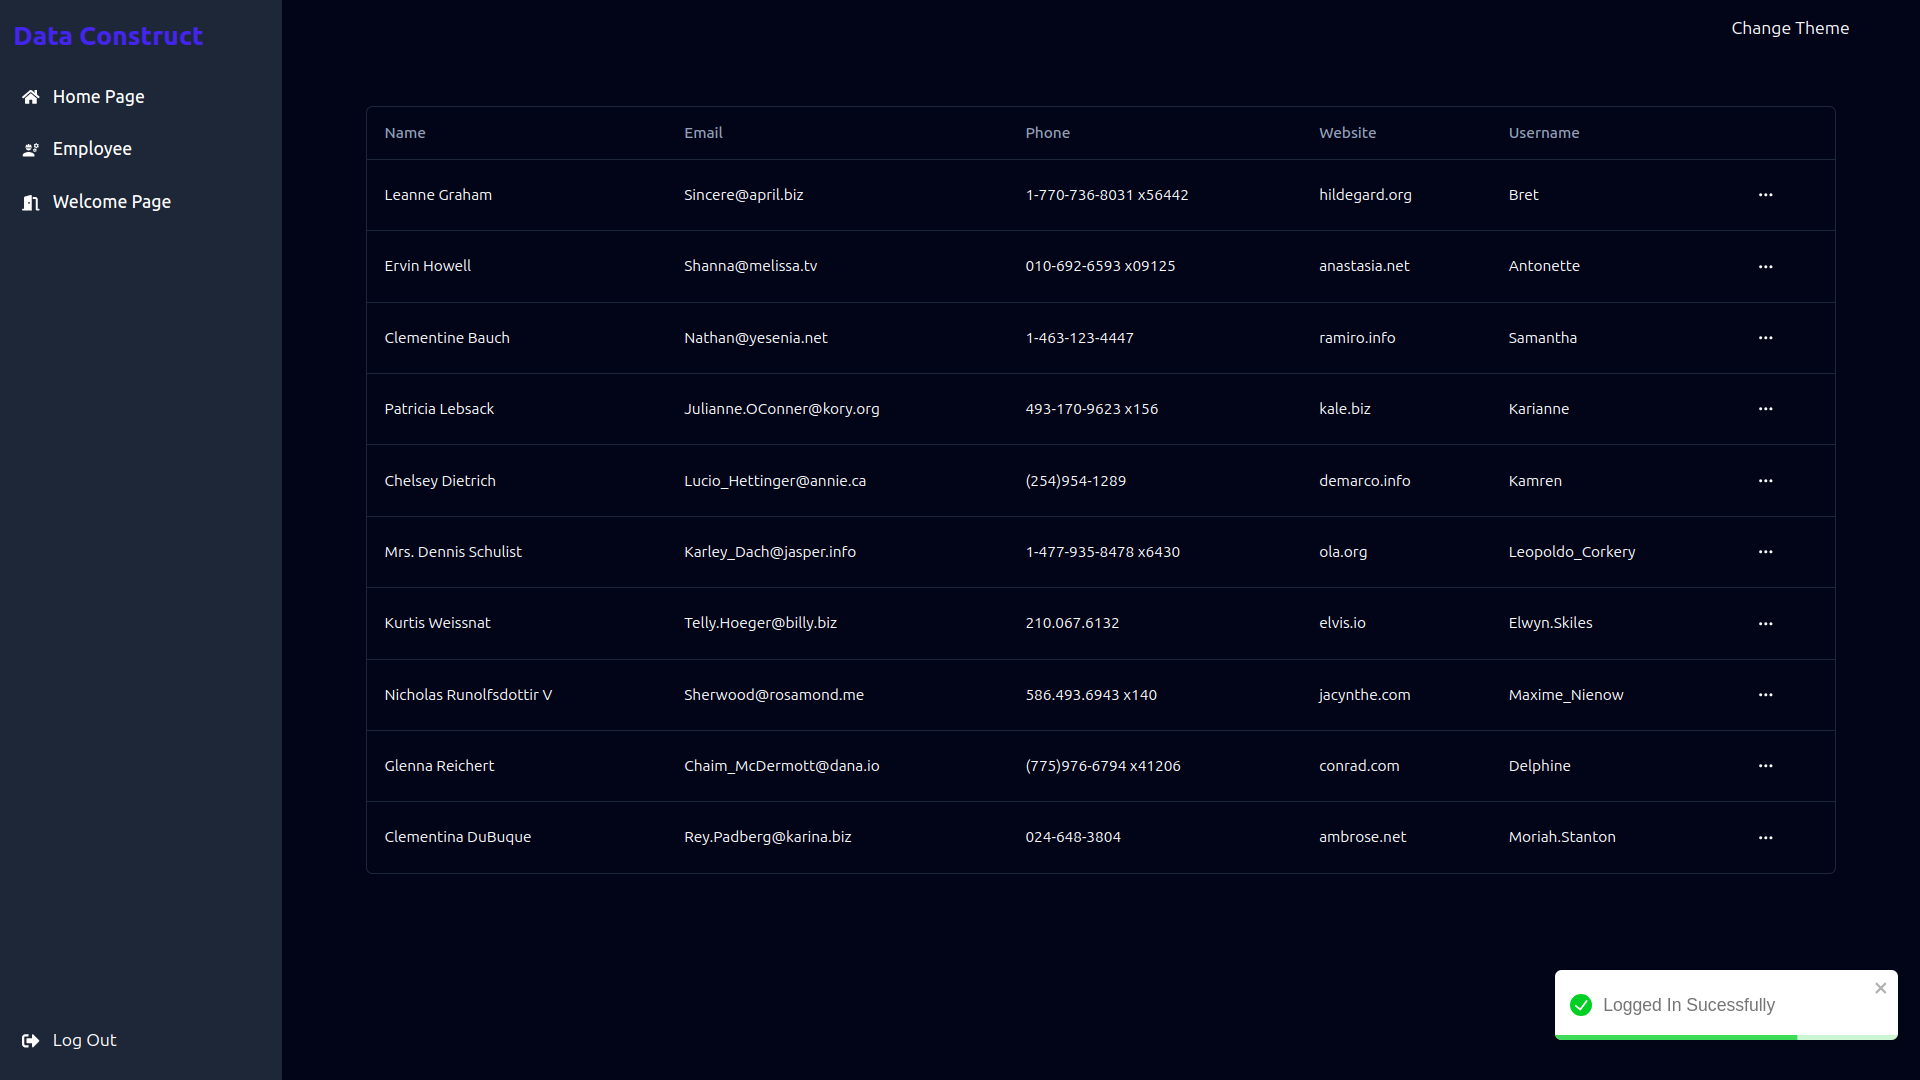 Data Construct
Change Theme
Home Page
Employee
Welcome Page
Name Email Phone Website Username
Leanne Graham Sincere@april.biz 1-770-736-8031 x56442 hildegard.org Bret
Ervin Howell Shanna@melissa.tv 010-692-6593 x09125 anastasia.net Antonette
Clementine Bauch Nathan@yesenia.net 1-463-123-4447 ramiro.info Samantha
Patricia Lebsack Julianne.OConner@kory.org 493-170-9623 x156 kale.biz Karianne
Chelsey Dietrich Lucio_Hettinger@annie.ca (254)954-1289 demarco.info Kamren
Mrs. Dennis Schulist Karley_Dach@jasper.info 1-477-935-8478 x6430 ola.org Leopoldo_Corkery
Kurtis Weissnat Telly.Hoeger@billy.biz 210.067.6132 elvis.io Elwyn.Skiles
Nicholas Runolfsdottir V Sherwood@rosamond.me 586.493.6943 x140 jacynthe.com Maxime_Nienow
Glenna Reichert Chaim_McDermott@dana.io (775)976-6794 x41206 conrad.com Delphine
Clementina DuBuque Rey.Padberg@karina.biz 024-648-3804 ambrose.net Moriah.Stanton
Logged In Sucessfully
Log Out